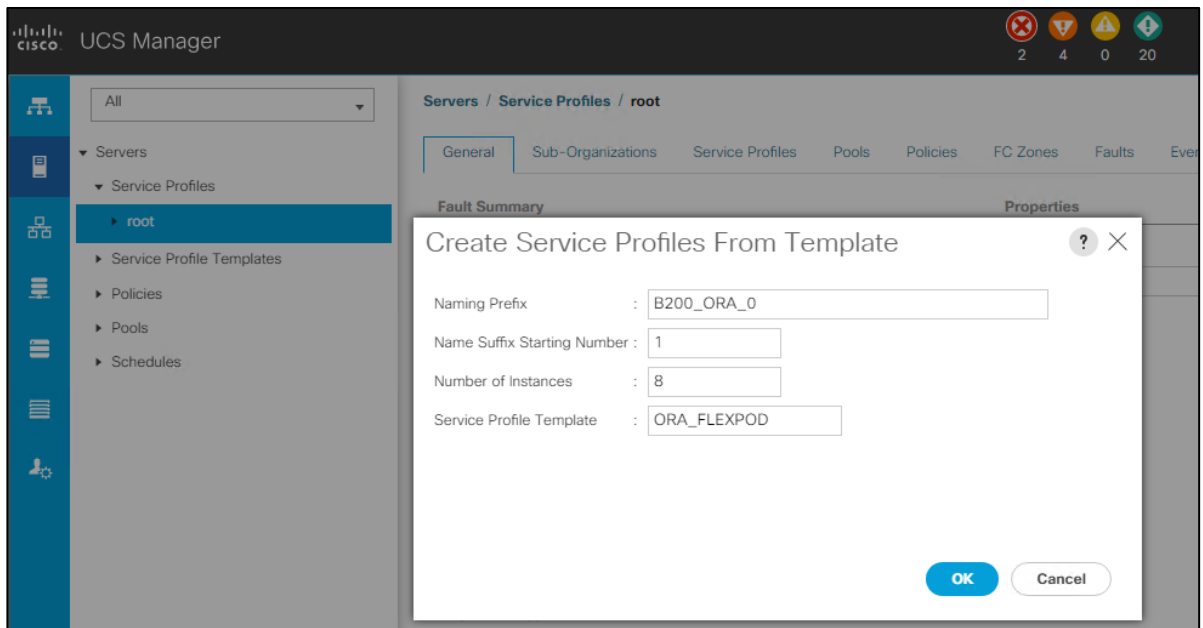 cisco. UCS Manager
2 4 0 20
All
Servers
Service Profiles
root
Service Profile Templates
Policies
Pools
Schedules
Servers / Service Profiles / root
General Sub-Organizations Service Profiles Pools Policies FC Zones Faults Ever
Fault Summary Properties
Create Service Profiles From Template ?
Naming Prefix : B200_ORA_0
Name Suffix Starting Number : 1
Number of Instances : 8
Service Profile Template : ORA_FLEXPOD
OK Cancel